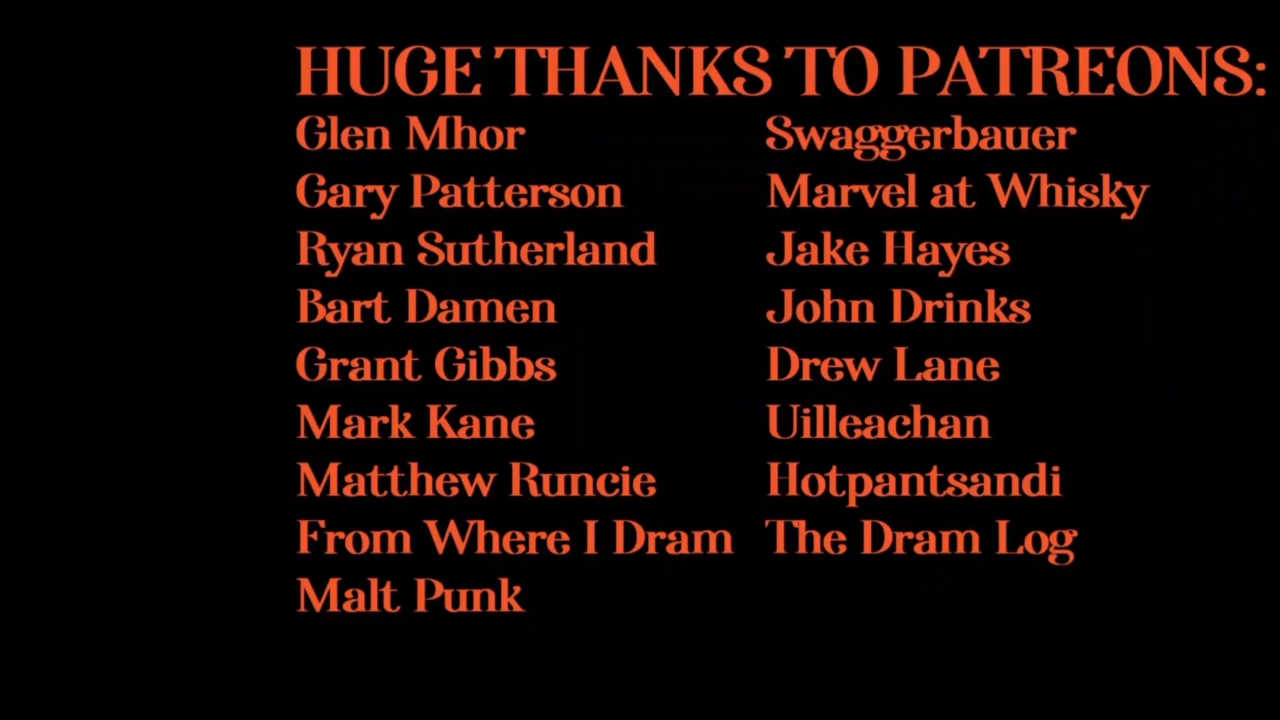 HUGE THANKS TO PATREONS:
Glen Mhor
Gary Patterson
Ryan Sutherland
Bart Damen
Grant Gibbs
Mark Kane
Matthew Runcie
From Where I Dram
Malt Punk
Swaggerbauer
Marvel at Whisky
Jake Hayes
John Drinks
Drew Lane
Uilleachan
Hotpantsandi
The Dram Log